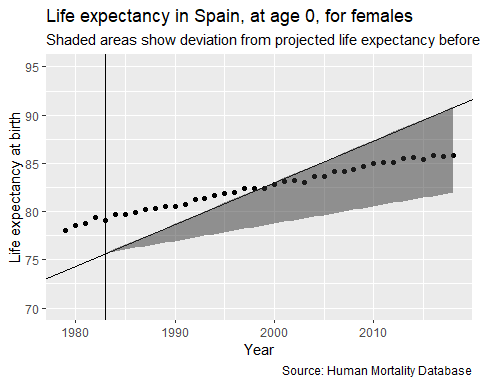 Life expectancy in Spain, at age 0, for females
Shaded areas show deviation from projected life expectancy before
95
90
85
80
75
70
Life expectancy at birth
1980
1990
2000
2010
Year
Source: Human Mortality Database